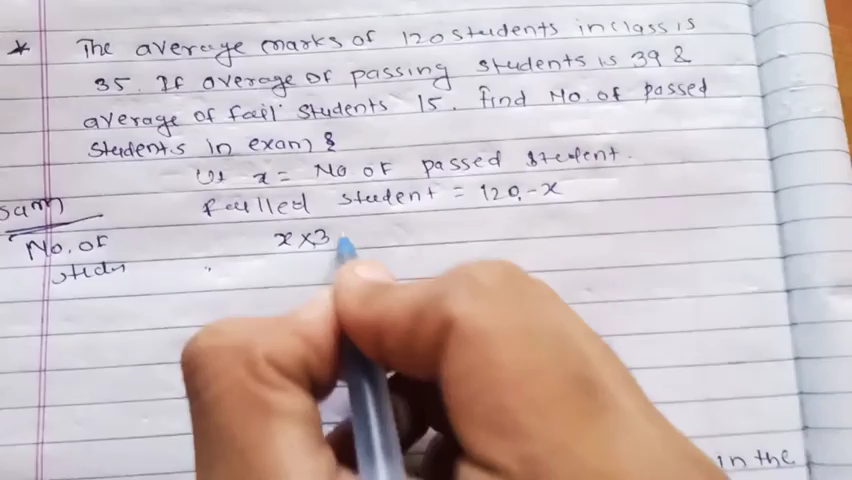 * The average marks of 120 students in class is
35. If average of passing students is 39 &
average of fail students 15. find No. of passed
students in exam?
let x = No of passed student.
failled student = 120 - x
sum
No. of
x x 3
in the